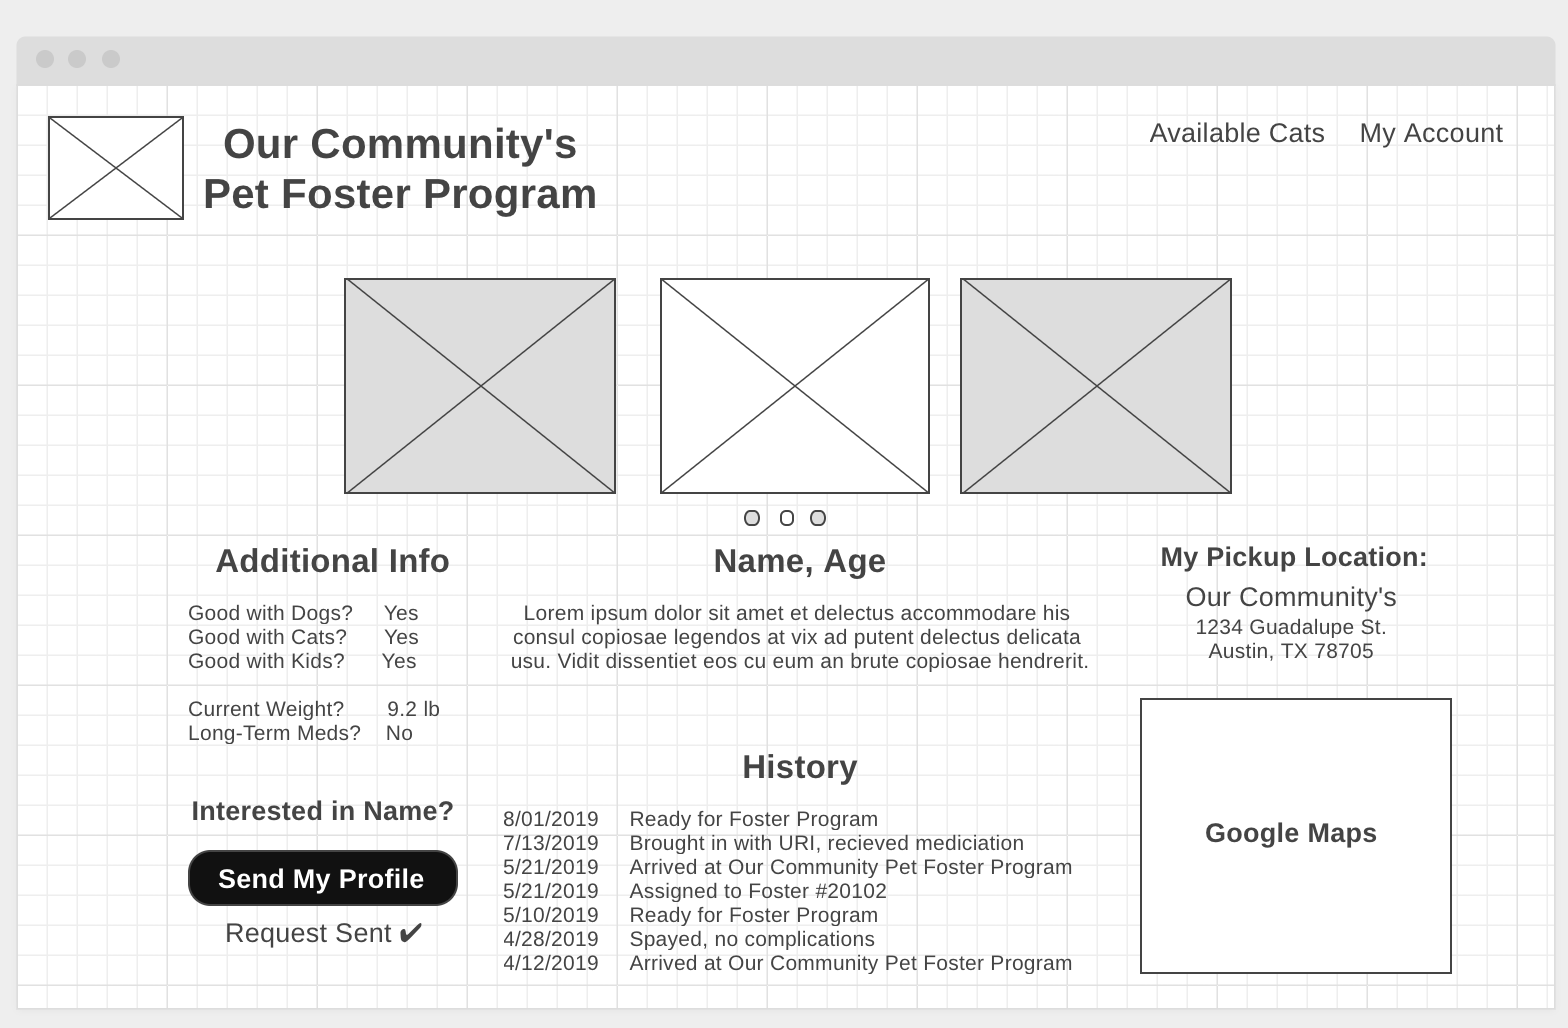 Our Community's
Pet Foster Program
Available Cats
My Account
Additional Info
Good with Dogs? Yes
Good with Cats? Yes
Good with Kids? Yes
Current Weight? 9.2 lb
Long-Term Meds? No
Interested in Name?
Send My Profile
Request Sent ✔
Name, Age
Lorem ipsum dolor sit amet et delectus accommodare his
consul copiosae legendos at vix ad putent delectus delicata
usu. Vidit dissentiet eos cu eum an brute copiosae hendrerit.
History
8/01/2019 Ready for Foster Program
7/13/2019 Brought in with URI, recieved mediciation
5/21/2019 Arrived at Our Community Pet Foster Program
5/21/2019 Assigned to Foster #20102
5/10/2019 Ready for Foster Program
4/28/2019 Spayed, no complications
4/12/2019 Arrived at Our Community Pet Foster Program
My Pickup Location:
Our Community's
1234 Guadalupe St.
Austin, TX 78705
Google Maps